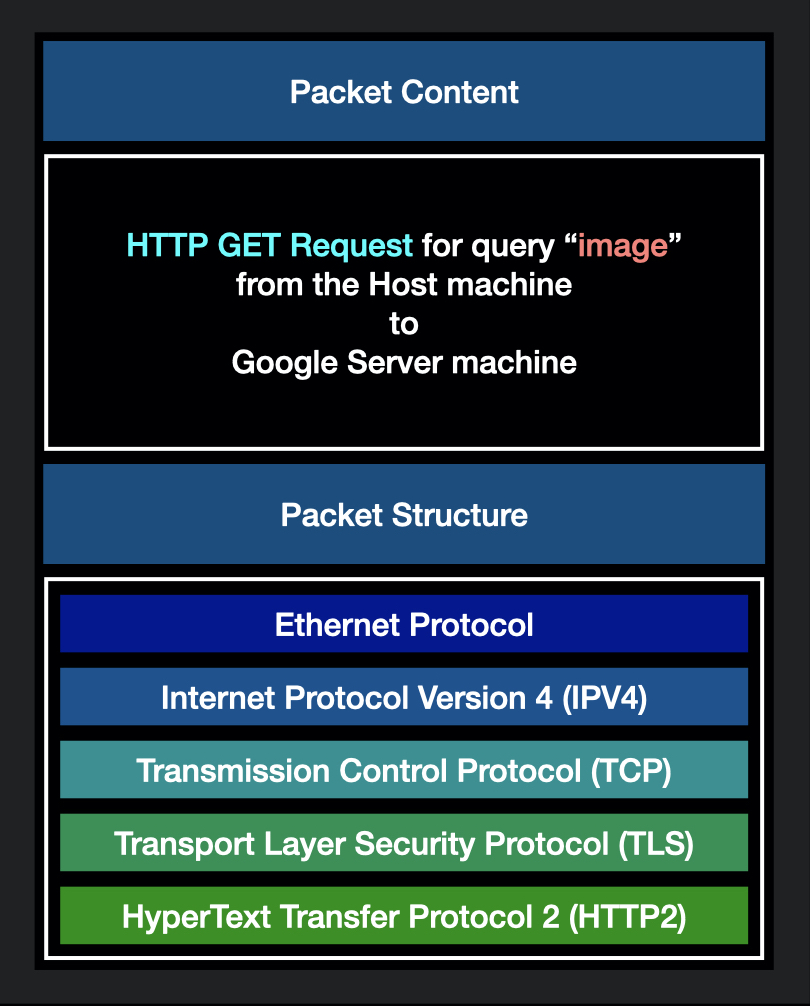 Packet Content
HTTP GET Request for query “image”
from the Host machine
to
Google Server machine
Packet Structure
Ethernet Protocol
Internet Protocol Version 4 (IPV4)
Transmission Control Protocol (TCP)
Transport Layer Security Protocol (TLS)
HyperText Transfer Protocol 2 (HTTP2)